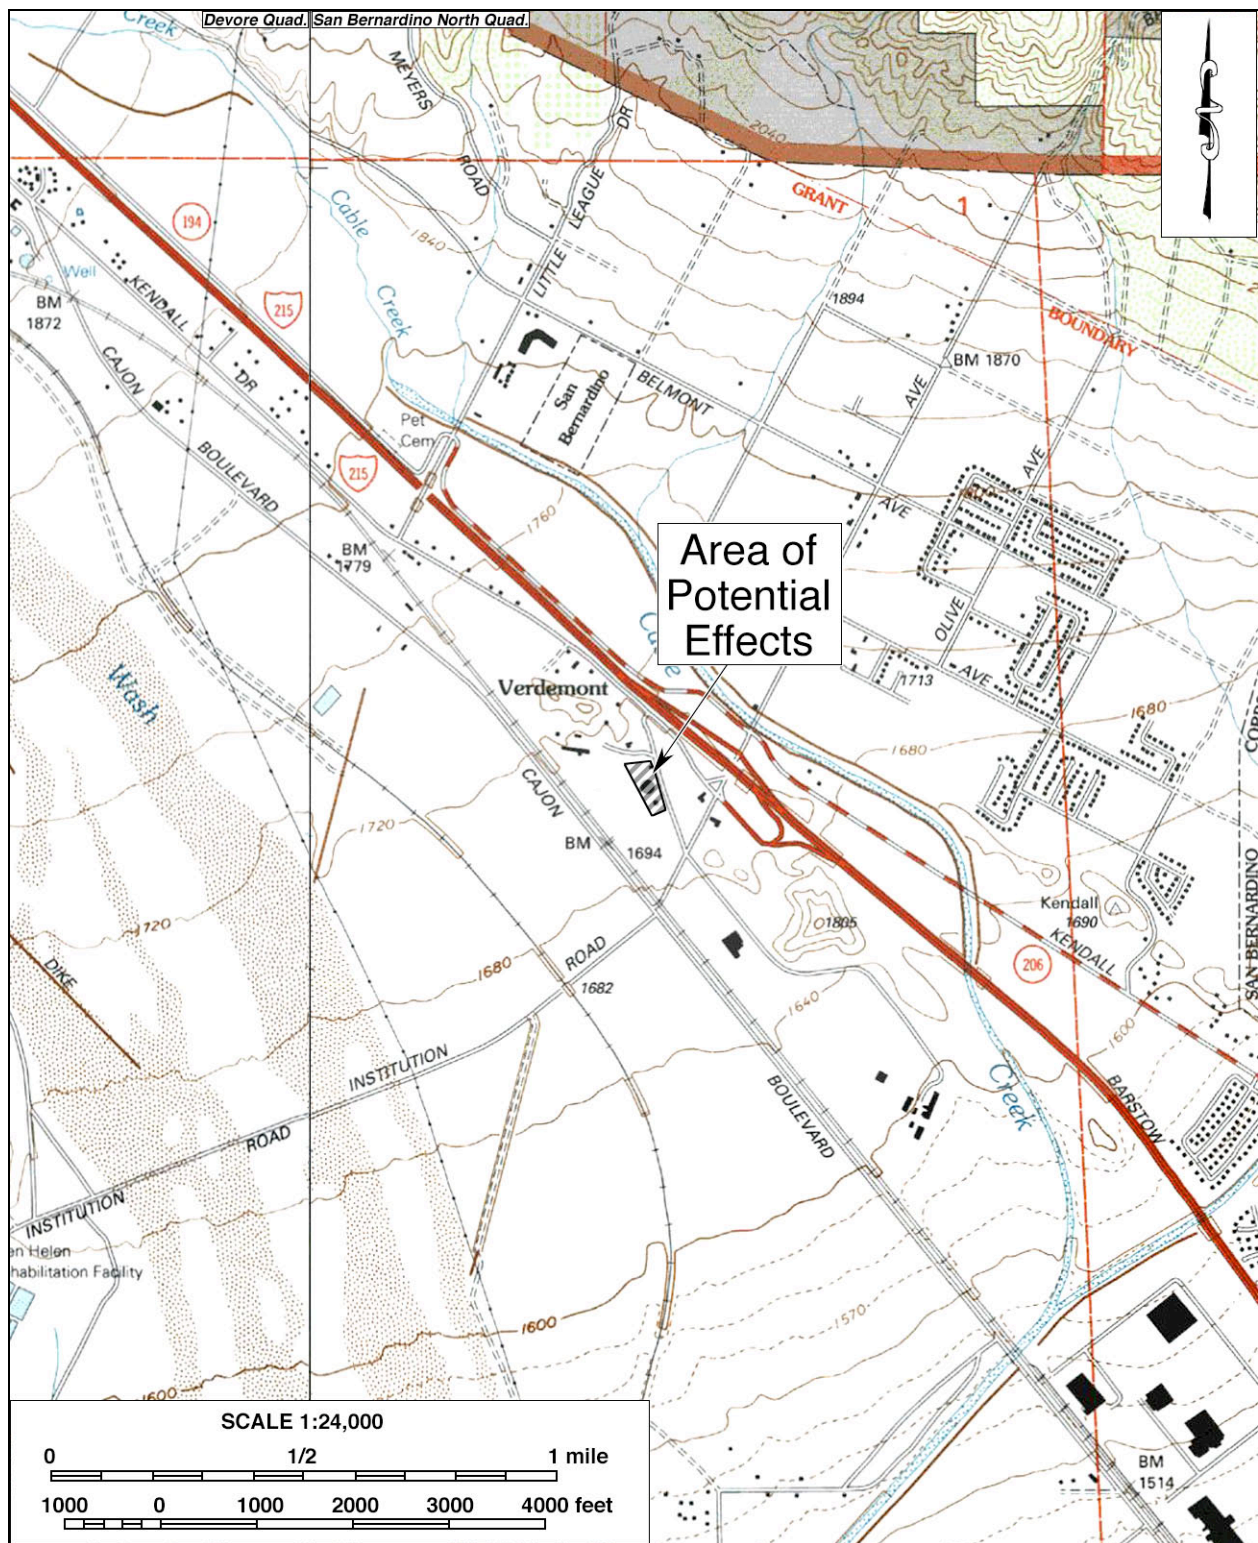 Devore Quad. San Bernardino North Quad.
Creek
MEYERS
ROAD
LITTLE
LEAGUE
DR
2040
GRANT
1
BOUNDARY
194
Cable
Creek
1840
215
Well
BM
1872
KENDALL
DR
CAJON
BOULEVARD
1894
BM 1870
San
Bernardino
BELMONT
AVE
AVE
AVE
Pet
Cem
215
1760
BM
1779
Area of
Potential
Effects
OLIVE
AVE
1713
Wash
Verdemont
1680
1680
CAJON
1720
BM
1694
1805
Kendall
1690
KENDALL
206
SAN BERNARDINO
1720
DIKE
1680
ROAD
1682
1640
1600
INSTITUTION
ROAD
INSTITUTION
BOULEVARD
Creek
BARSTOW
en Helen
habilitation Facility
1600
1570
1600
BM
1514
SCALE 1:24,000
0 1/2 1 mile
1000 0 1000 2000 3000 4000 feet